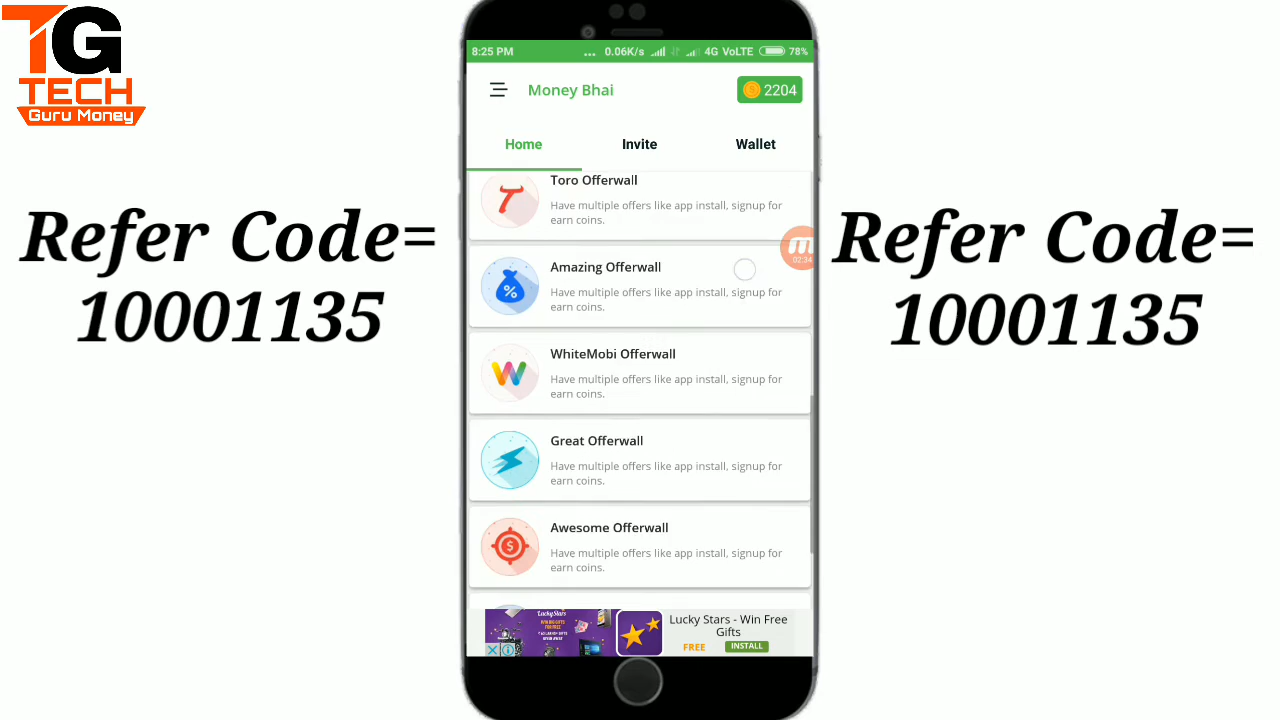 TG
TECH
Guru Money
Refer Code=
10001135
8:25 PM
... 0.06K/s 4G VoLTE 78%
Money Bhai
2204
Home Invite Wallet
Toro Offerwall
Have multiple offers like app install, signup for
earn coins.
02:34
Amazing Offerwall
Have multiple offers like app install, signup for
earn coins.
WhiteMobi Offerwall
Have multiple offers like app install, signup for
earn coins.
Great Offerwall
Have multiple offers like app install, signup for
earn coins.
Awesome Offerwall
Have multiple offers like app install, signup for
earn coins.
LuckyStars
Lucky Stars - Win Free
Gifts
FREE INSTALL
Refer Code=
10001135